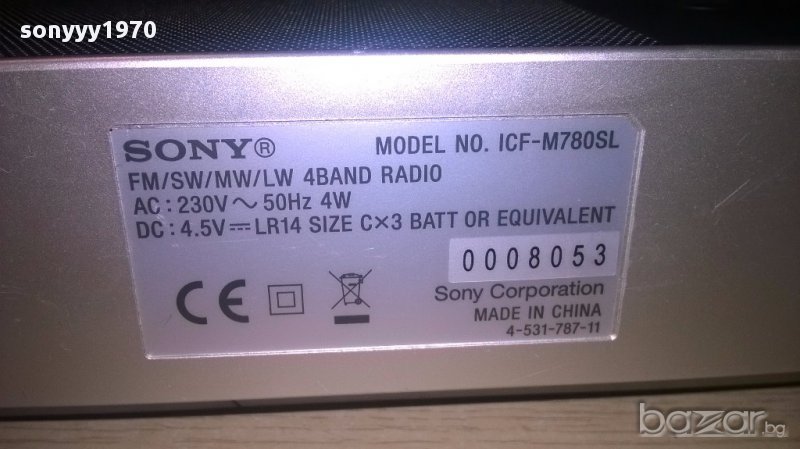 sonyyy1970
SONY® MODEL NO. ICF-M780SL
FM/SW/MW/LW 4BAND RADIO
AC : 230V ~ 50Hz 4W
DC : 4.5V ⎓ LR14 SIZE C×3 BATT OR EQUIVALENT
0008053
CE Sony Corporation
MADE IN CHINA
4-531-787-11
bazar.bg